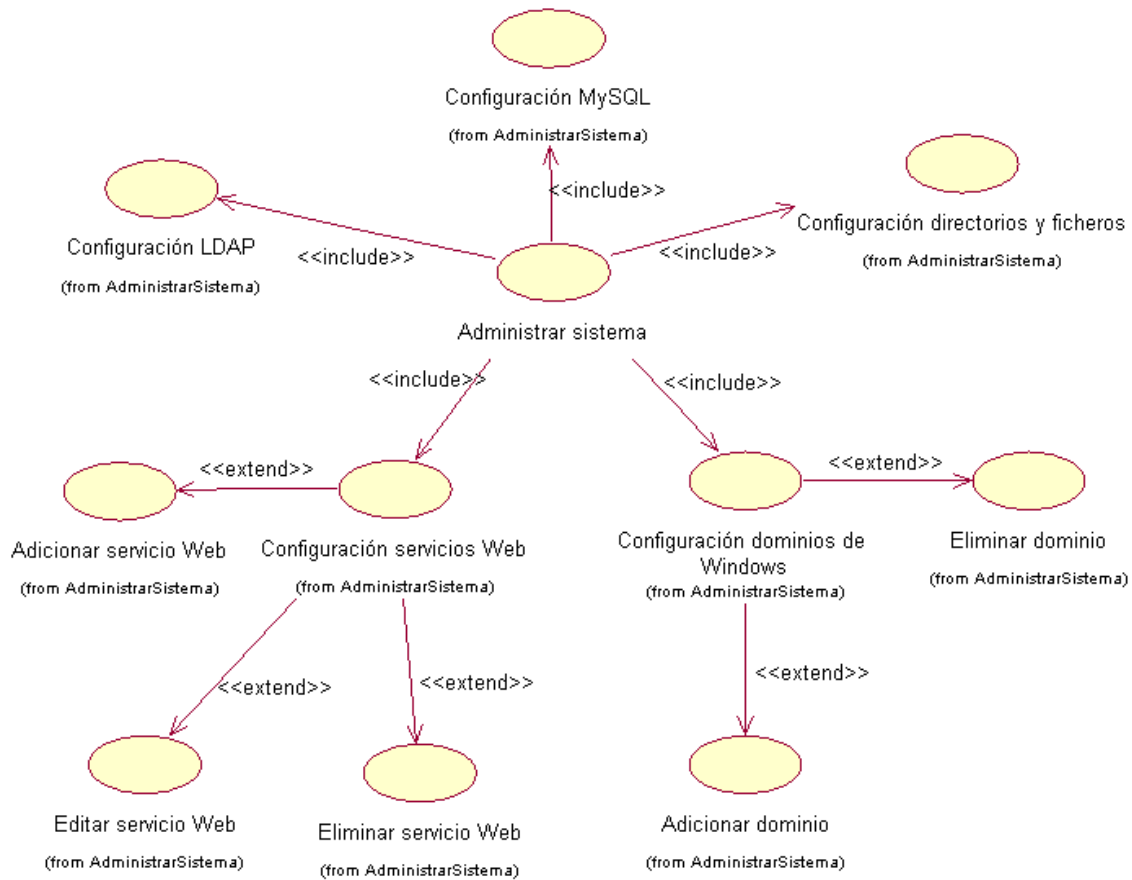 Configuración MySQL
(from AdministrarSistema)
<<include>>
Configuración directorios y ficheros
(from AdministrarSistema)
<<include>>
Configuración LDAP
(from AdministrarSistema)
<<include>>
Administrar sistema
<<include>>
<<include>>
<<extend>>
<<extend>>
Adicionar servicio Web
(from AdministrarSistema)
Configuración servicios Web
(from AdministrarSistema)
Configuración dominios de
Windows
(from AdministrarSistema)
Eliminar dominio
(from AdministrarSistema)
<<extend>>
<<extend>>
<<extend>>
Editar servicio Web
(from AdministrarSistema)
Eliminar servicio Web
(from AdministrarSistema)
Adicionar dominio
(from AdministrarSistema)